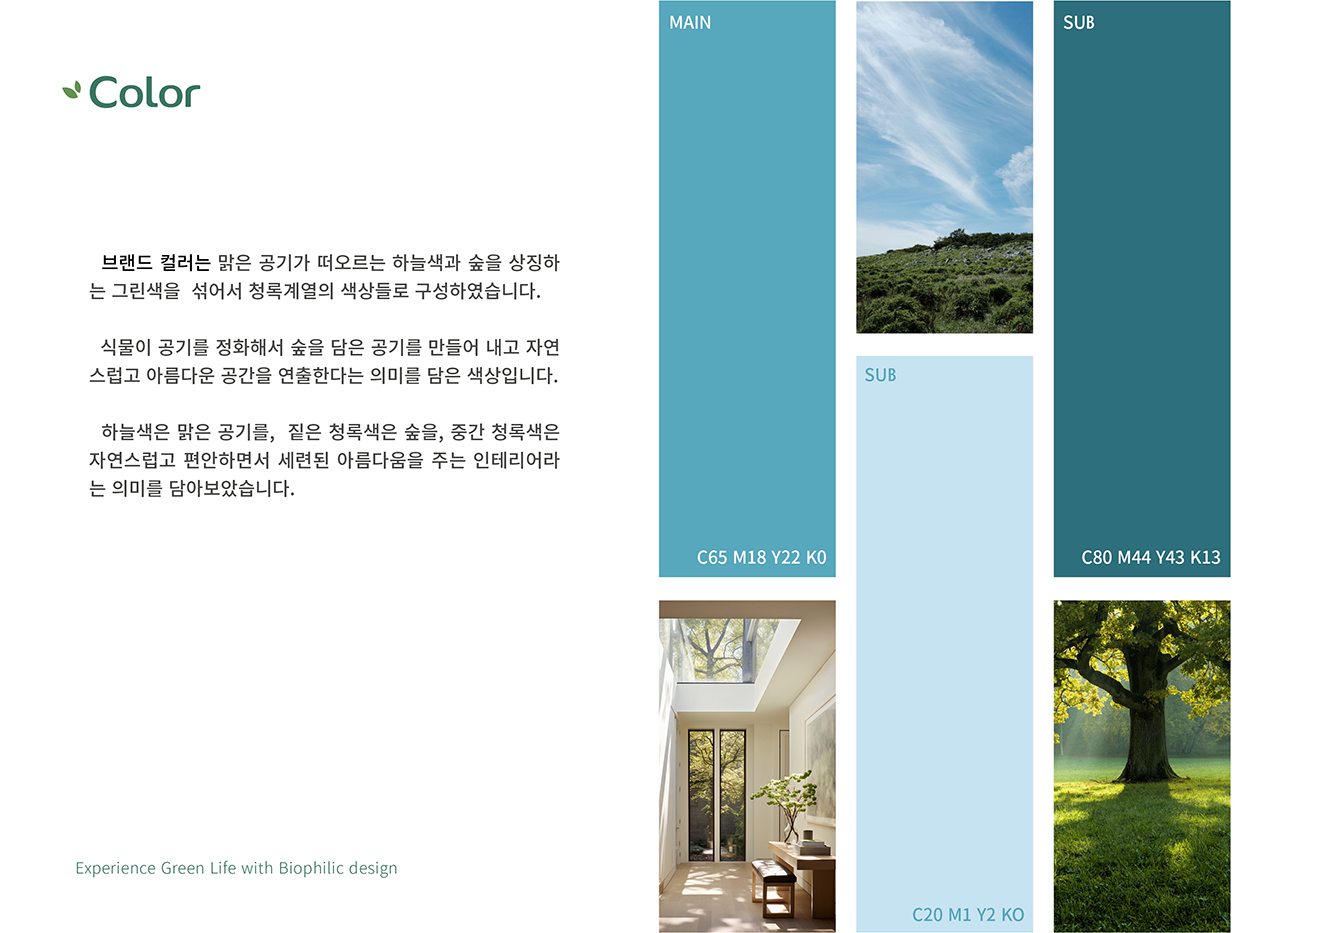 Color
브랜드 컬러는 맑은 공기가 떠오르는 하늘색과 숲을 상징하
는 그린색을 섞어서 청록계열의 색상들로 구성하였습니다.
식물이 공기를 정화해서 숲을 담은 공기를 만들어 내고 자연
스럽고 아름다운 공간을 연출한다는 의미를 담은 색상입니다.
하늘색은 맑은 공기를, 짙은 청록색은 숲을, 중간 청록색은
자연스럽고 편안하면서 세련된 아름다움을 주는 인테리어라
는 의미를 담아보았습니다.
Experience Green Life with Biophilic design
MAIN
C65 M18 Y22 K0
SUB
C20 M1 Y2 KO
SUB
C80 M44 Y43 K13